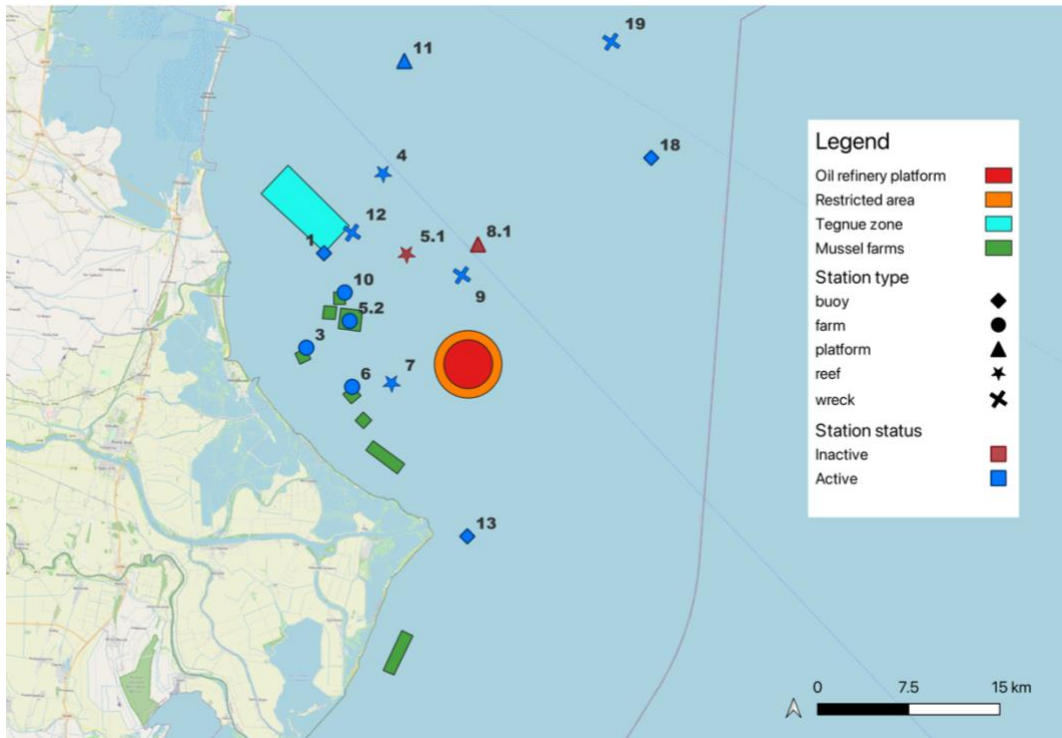 19
11
18
4
12
1
5.1
8.1
9
10
5.2
3
6
7
13
Legend
Oil refinery platform
Restricted area
Tegnue zone
Mussel farms
Station type
buoy
farm
platform
reef
wreck
Station status
Inactive
Active
0 7.5 15 km